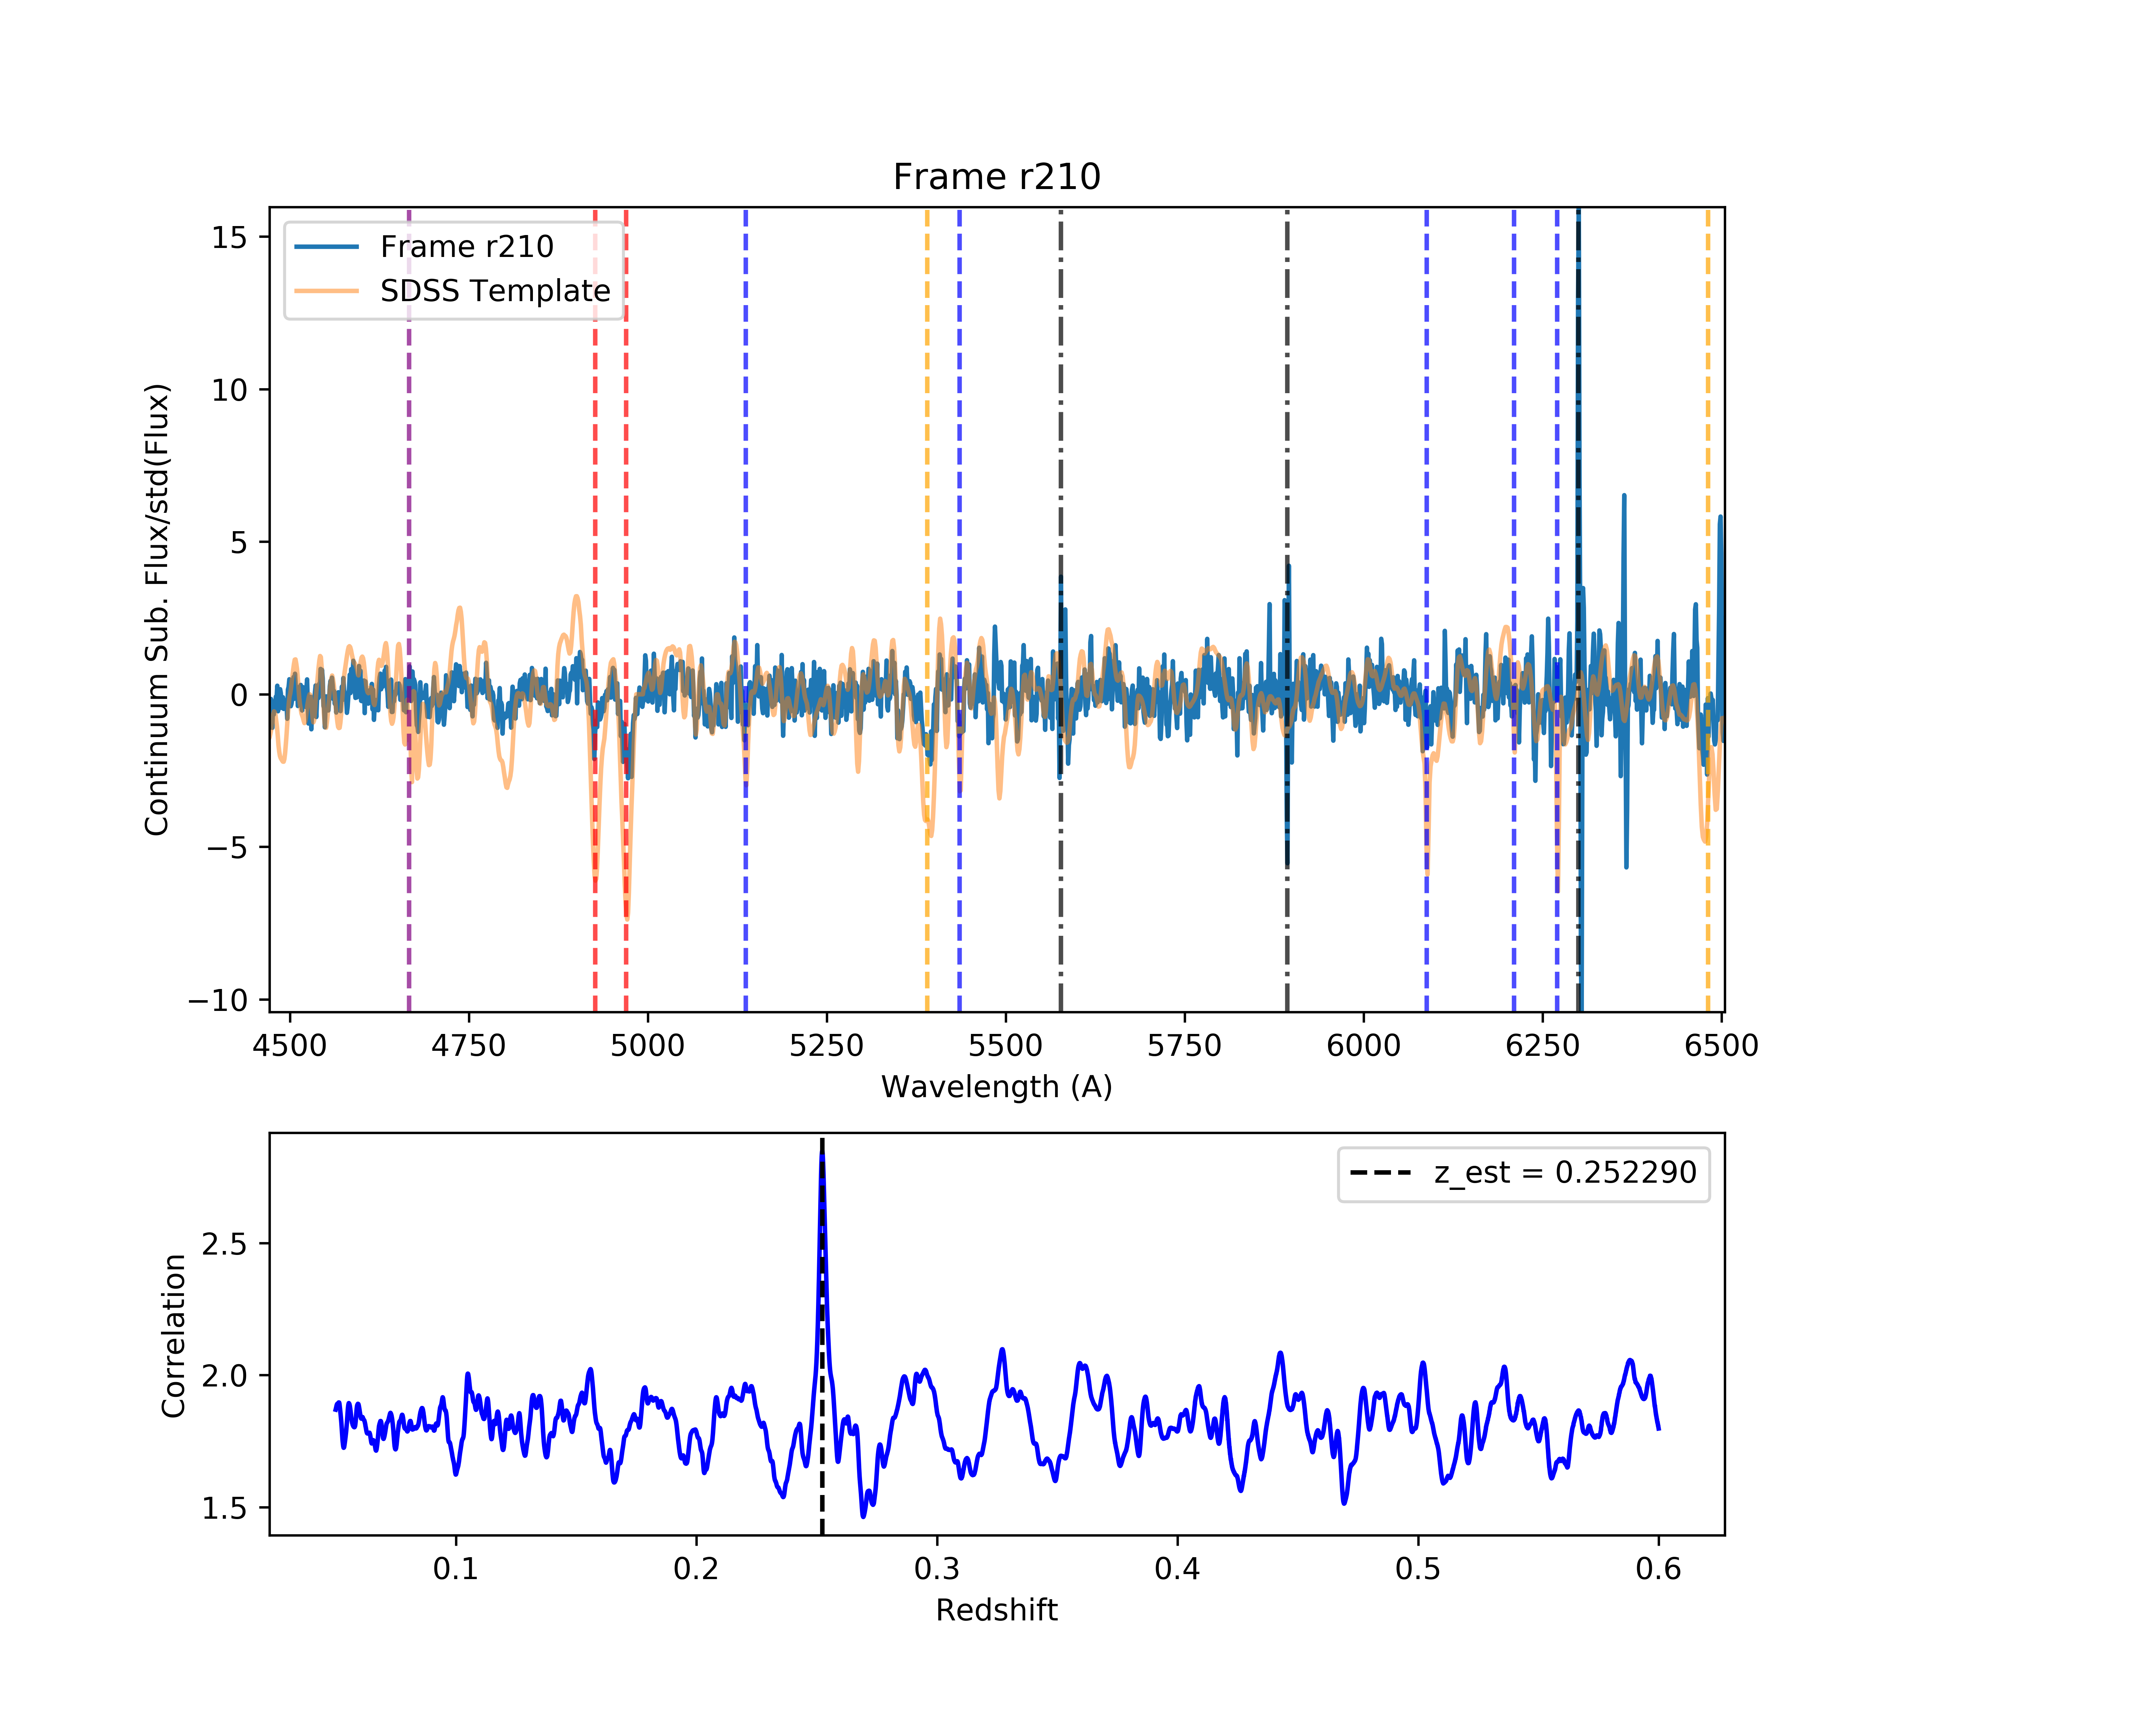 Frame r210
Frame r210
SDSS Template
15
10
5
0
−5
−10
Continuum Sub. Flux/std(Flux)
4500 4750 5000 5250 5500 5750 6000 6250 6500
Wavelength (A)
z_est = 0.252290
2.5
2.0
1.5
Correlation
0.1 0.2 0.3 0.4 0.5 0.6
Redshift